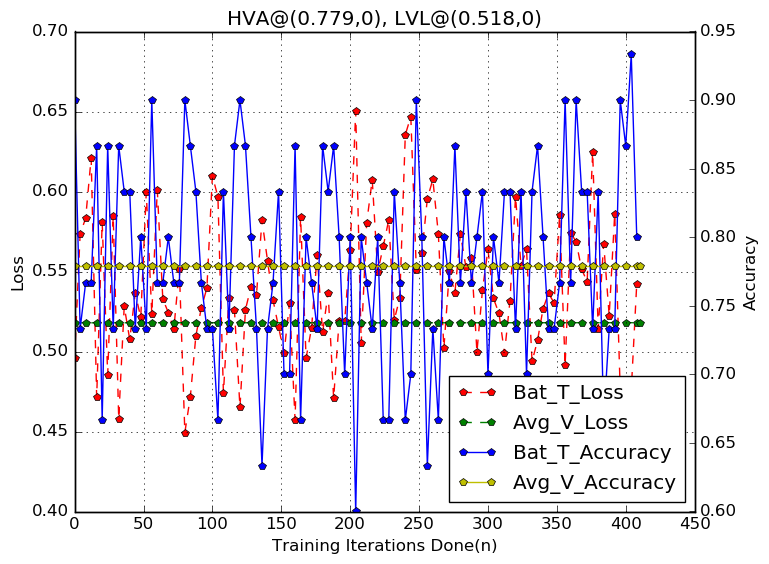 HVA@(0.779,0), LVL@(0.518,0)
0.70
0.65
0.60
0.55
0.50
0.45
0.40
Loss
0.95
0.90
0.85
0.80
0.75
0.70
0.65
0.60
Accuracy
Bat_T_Loss
Avg_V_Loss
Bat_T_Accuracy
Avg_V_Accuracy
0 50 100 150 200 250 300 350 400 450
Training Iterations Done(n)